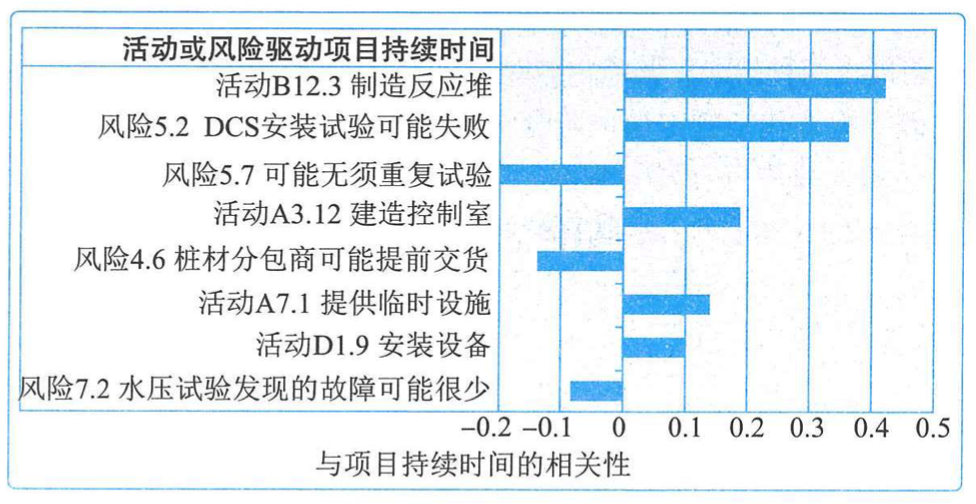 活动或风险驱动项目持续时间
活动B12.3 制造反应堆
风险5.2 DCS安装试验可能失败
风险5.7 可能无须重复试验
活动A3.12 建造控制室
风险4.6 桩材分包商可能提前交货
活动A7.1 提供临时设施
活动D1.9 安装设备
风险7.2 水压试验发现的故障可能很少
−0.2 −0.1 0 0.1 0.2 0.3 0.4 0.5
与项目持续时间的相关性